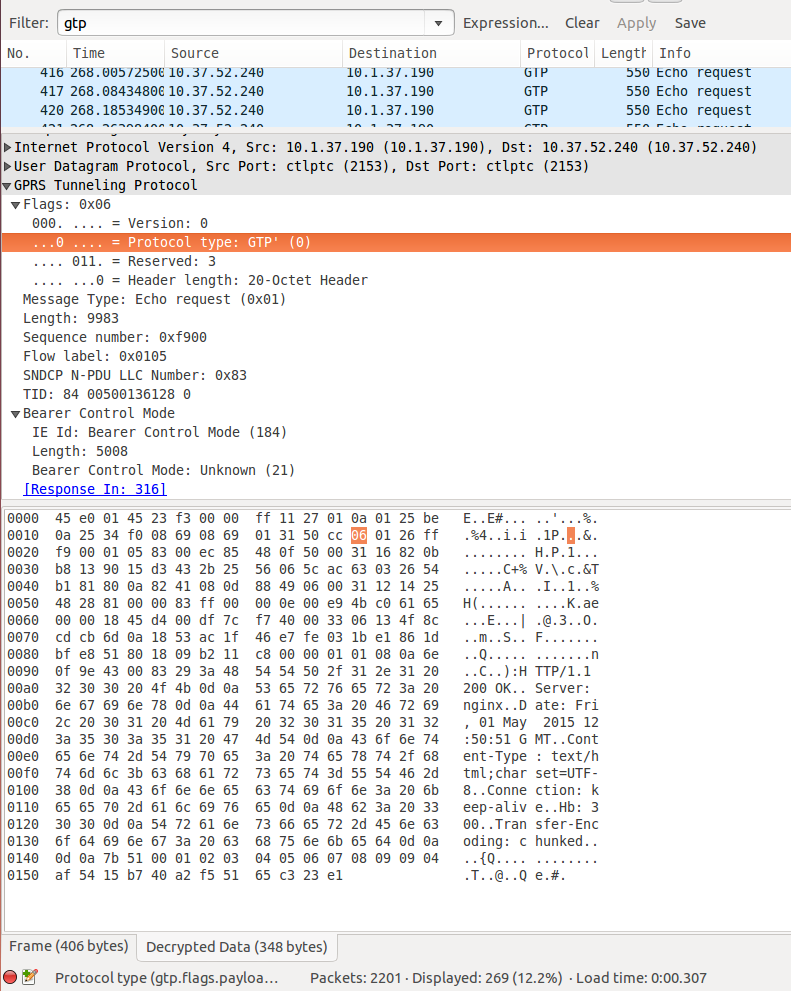 Filter: gtp Expression... Clear Apply Save
No. Time Source Destination Protocol Length Info
416 268.00572500 10.37.52.240 10.1.37.190 GTP 550 Echo request
417 268.08434800 10.37.52.240 10.1.37.190 GTP 550 Echo request
420 268.18534900 10.37.52.240 10.1.37.190 GTP 550 Echo request
Internet Protocol Version 4, Src: 10.1.37.190 (10.1.37.190), Dst: 10.37.52.240 (10.37.52.240)
User Datagram Protocol, Src Port: ctlptc (2153), Dst Port: ctlptc (2153)
GPRS Tunneling Protocol
Flags: 0x06
000. .... = Version: 0
...0 .... = Protocol type: GTP' (0)
.... 011. = Reserved: 3
.... ...0 = Header length: 20-Octet Header
Message Type: Echo request (0x01)
Length: 9983
Sequence number: 0xf900
Flow label: 0x0105
SNDCP N-PDU LLC Number: 0x83
TID: 84 00500136128 0
Bearer Control Mode
IE Id: Bearer Control Mode (184)
Length: 5008
Bearer Control Mode: Unknown (21)
[Response In: 316]
0000 45 e0 01 45 23 f3 00 00 ff 11 27 01 0a 01 25 be E..E#... ..'...%.
0010 0a 25 34 f0 08 69 08 69 01 31 50 cc 06 01 26 ff .%4..i.i .1P...&.
0020 f9 00 01 05 83 00 ec 85 48 0f 50 00 31 16 82 0b ........ H.P.1...
0030 b8 13 90 15 d3 43 2b 25 56 06 5c ac 63 03 26 54 .....C+% V.\.c.&T
0040 b1 81 80 0a 82 41 08 0d 88 49 06 00 31 12 14 25 .....A.. .I..1..%
0050 48 28 81 00 00 83 ff 00 00 0e 00 e9 4b c0 61 65 H(...... ....K.ae
0060 00 00 18 45 d4 00 df 7c f7 40 00 33 06 13 4f 8c ...E...| .@.3..O.
0070 cd cb 6d 0a 18 53 ac 1f 46 e7 fe 03 1b e1 86 1d ..m..S.. F.......
0080 bf e8 51 80 18 09 b2 11 c8 00 00 01 01 08 0a 6e ..Q..... .......n
0090 0f 9e 43 00 83 29 3a 48 54 54 50 2f 31 2e 31 20 ..C..):H TTP/1.1
00a0 32 30 30 20 4f 4b 0d 0a 53 65 72 76 65 72 3a 20 200 OK.. Server:
00b0 6e 67 69 6e 78 0d 0a 44 61 74 65 3a 20 46 72 69 nginx..D ate: Fri
00c0 2c 20 30 31 20 4d 61 79 20 32 30 31 35 20 31 32 , 01 May 2015 12
00d0 3a 35 30 3a 35 31 20 47 4d 54 0d 0a 43 6f 6e 74 :50:51 G MT..Cont
00e0 65 6e 74 2d 54 79 70 65 3a 20 74 65 78 74 2f 68 ent-Type : text/h
00f0 74 6d 6c 3b 63 68 61 72 73 65 74 3d 55 54 46 2d tml;char set=UTF-
0100 38 0d 0a 43 6f 6e 6e 65 63 74 69 6f 6e 3a 20 6b 8..Conne ction: k
0110 65 65 70 2d 61 6c 69 76 65 0d 0a 48 62 3a 20 33 eep-aliv e..Hb: 3
0120 30 30 0d 0a 54 72 61 6e 73 66 65 72 2d 45 6e 63 00..Tran sfer-Enc
0130 6f 64 69 6e 67 3a 20 63 68 75 6e 6b 65 64 0d 0a oding: c hunked..
0140 0d 0a 7b 51 00 01 02 03 04 05 06 07 08 09 09 04 ..{Q.... ........
0150 af 54 15 b7 40 a2 f5 51 65 c3 23 e1 .T..@..Q e.#.
Frame (406 bytes) Decrypted Data (348 bytes)
Protocol type (gtp.flags.payloa... Packets: 2201 · Displayed: 269 (12.2%) · Load time: 0:00.307